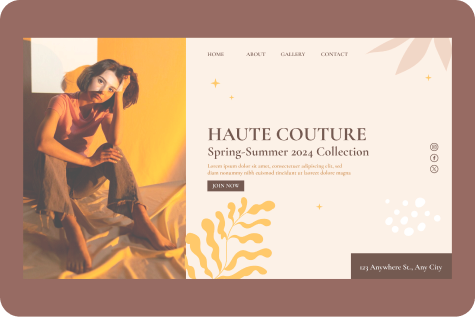 HOME ABOUT GALLERY CONTACT
HAUTE COUTURE
Spring-Summer 2024 Collection
Lorem ipsum dolor sit amet, consectetuer adipiscing elit, sed
diam nonummy nibh euismod tincidunt ut laoreet dolore magna
JOIN NOW
123 Anywhere St., Any City